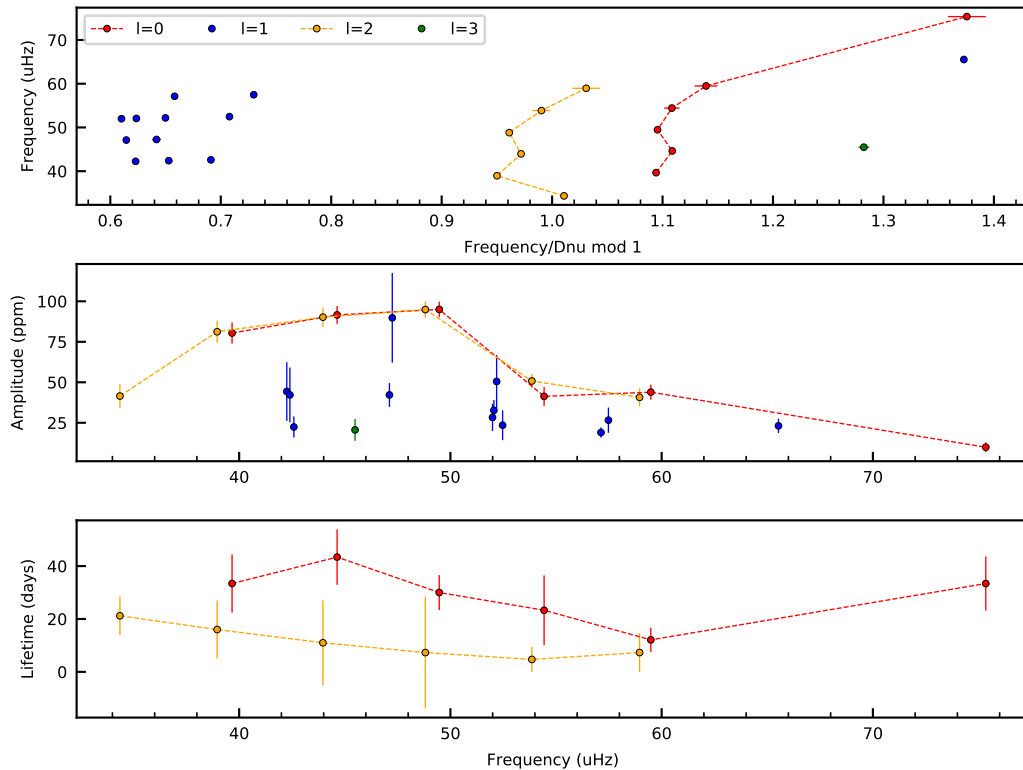 l=0 l=1 l=2 l=3
Frequency (uHz)
70
60
50
40
0.6 0.7 0.8 0.9 1.0 1.1 1.2 1.3 1.4
Frequency/Dnu mod 1
Amplitude (ppm)
100
75
50
25
40 50 60 70
Lifetime (days)
40
20
0
40 50 60 70
Frequency (uHz)